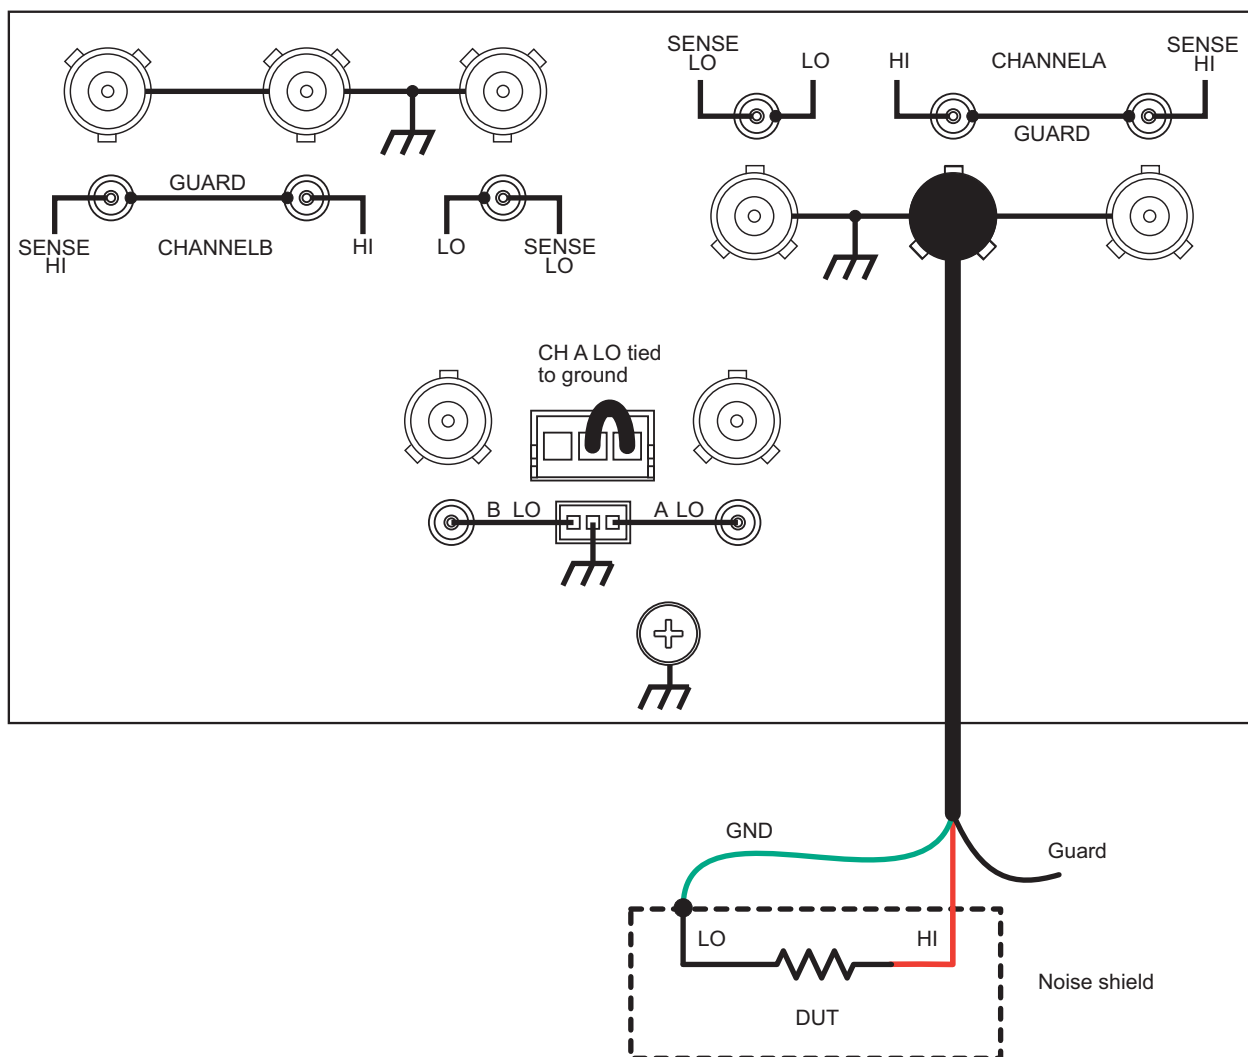 SENSE
LO
LO
HI
CHANNELA
SENSE
HI
GUARD
GUARD
SENSE
HI
CHANNELB
HI
LO
SENSE
LO
CH A LO tied
to ground
B LO
A LO
GND
Guard
LO
HI
Noise shield
DUT